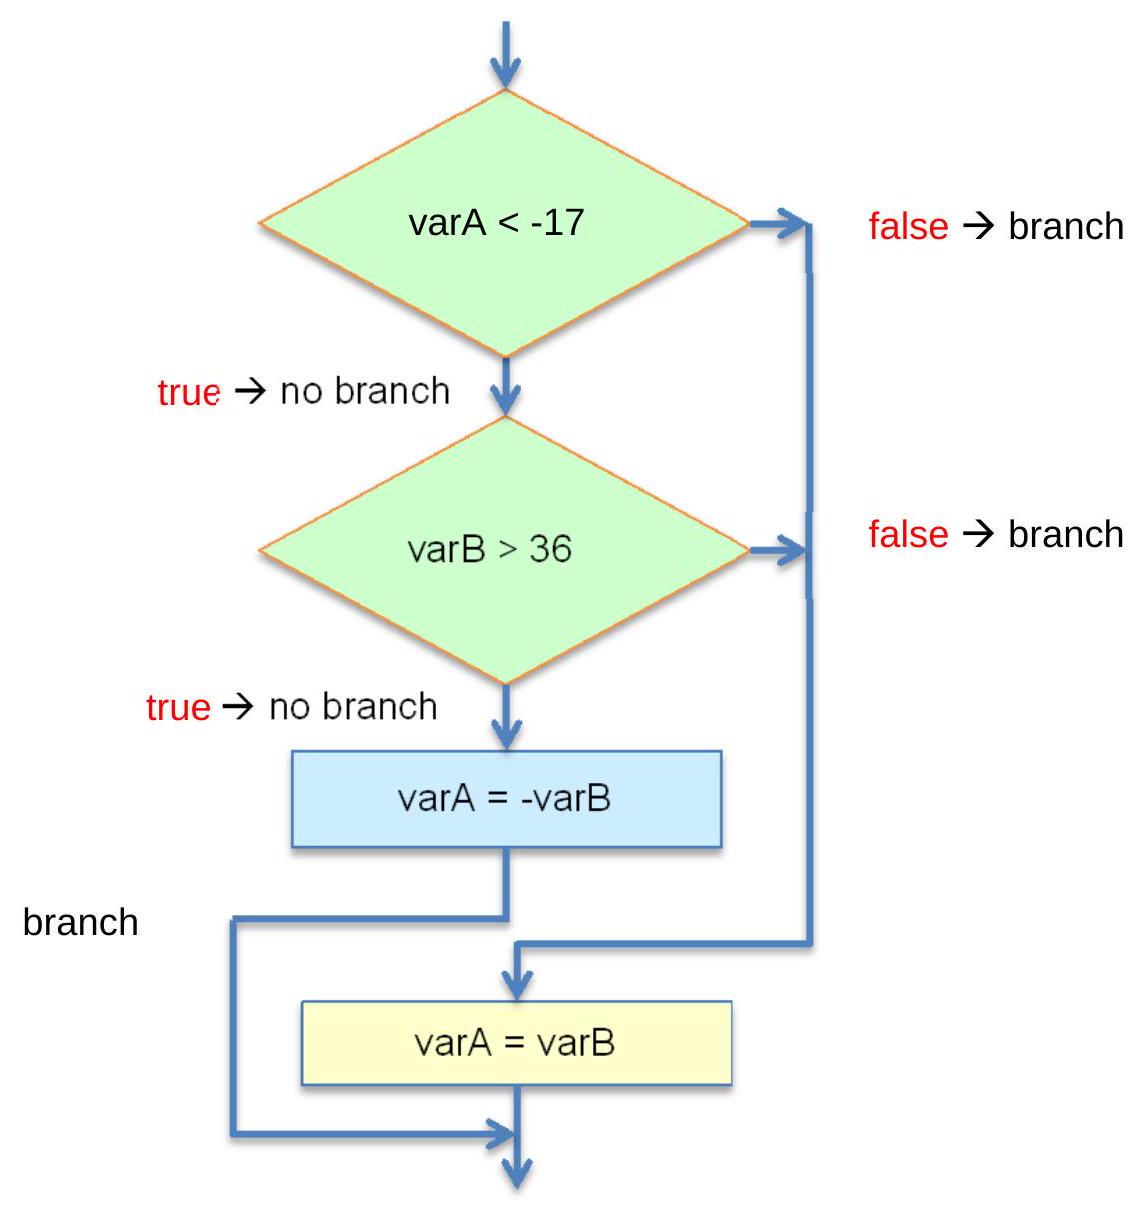 varA < -17
false → branch
true → no branch
varB > 36
false → branch
true → no branch
varA = -varB
branch
varA = varB